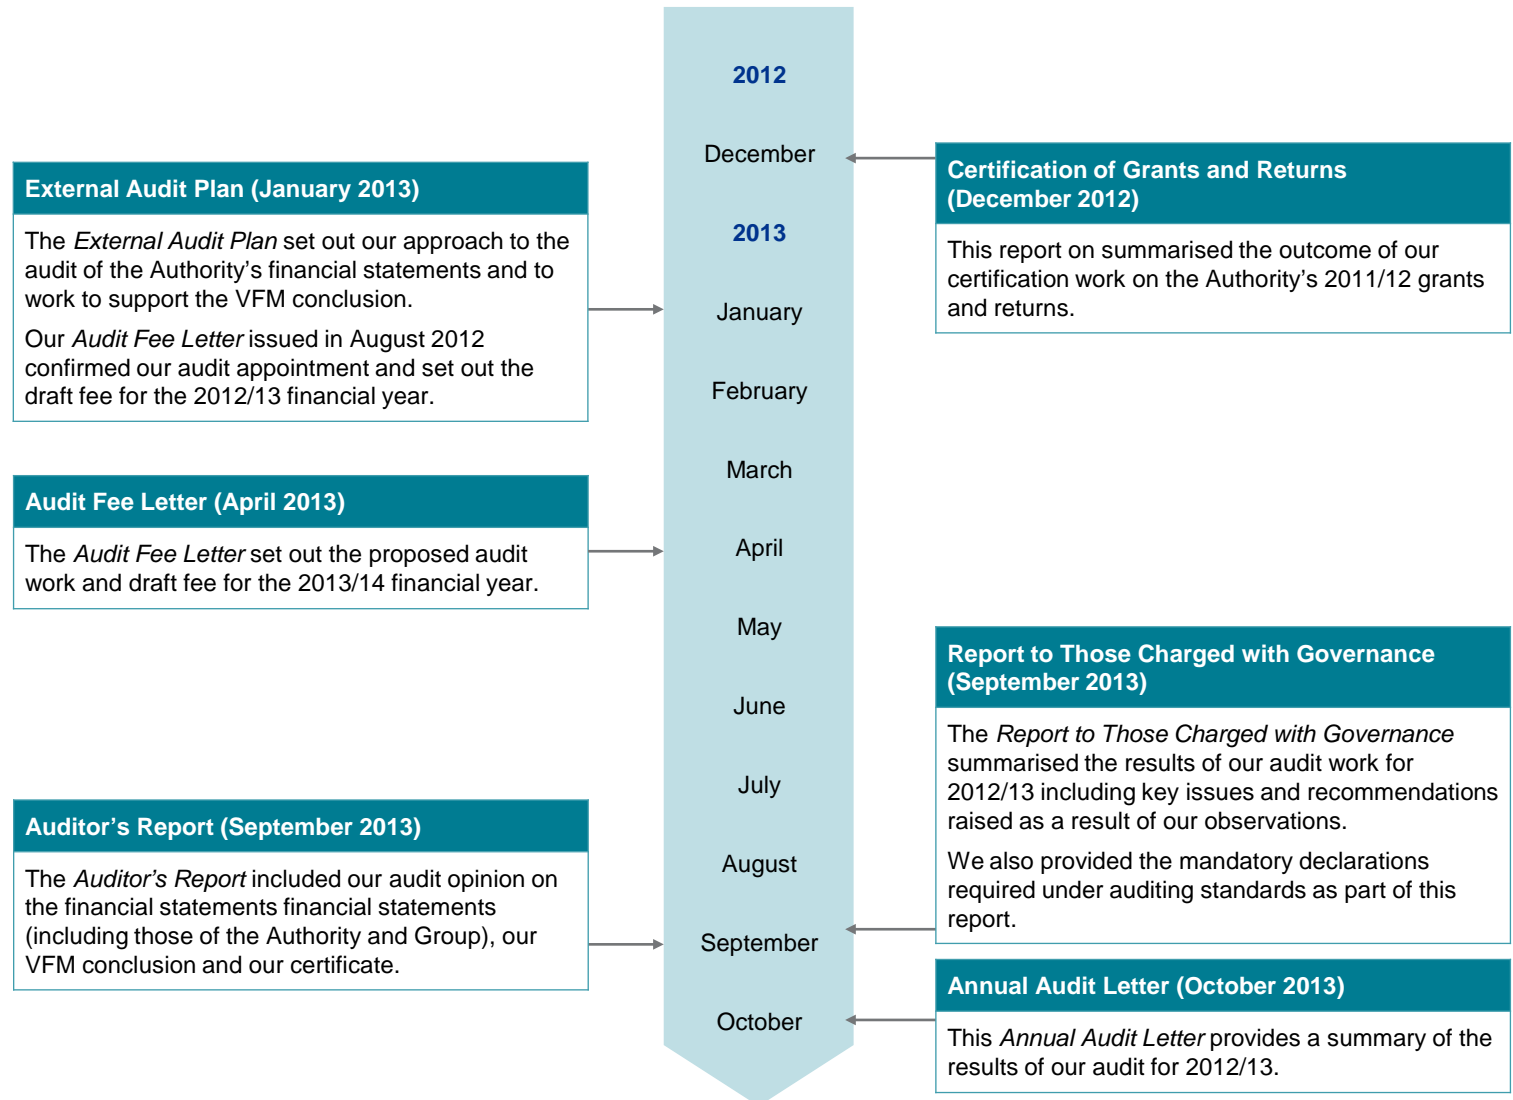 2012
December
2013
January
February
March
April
May
June
July
August
September
October
External Audit Plan (January 2013)
The External Audit Plan set out our approach to the
audit of the Authority’s financial statements and to
work to support the VFM conclusion.
Our Audit Fee Letter issued in August 2012
confirmed our audit appointment and set out the
draft fee for the 2012/13 financial year.
Audit Fee Letter (April 2013)
The Audit Fee Letter set out the proposed audit
work and draft fee for the 2013/14 financial year.
Auditor’s Report (September 2013)
The Auditor’s Report included our audit opinion on
the financial statements financial statements
(including those of the Authority and Group), our
VFM conclusion and our certificate.
Certification of Grants and Returns
(December 2012)
This report on summarised the outcome of our
certification work on the Authority’s 2011/12 grants
and returns.
Report to Those Charged with Governance
(September 2013)
The Report to Those Charged with Governance
summarised the results of our audit work for
2012/13 including key issues and recommendations
raised as a result of our observations.
We also provided the mandatory declarations
required under auditing standards as part of this
report.
Annual Audit Letter (October 2013)
This Annual Audit Letter provides a summary of the
results of our audit for 2012/13.